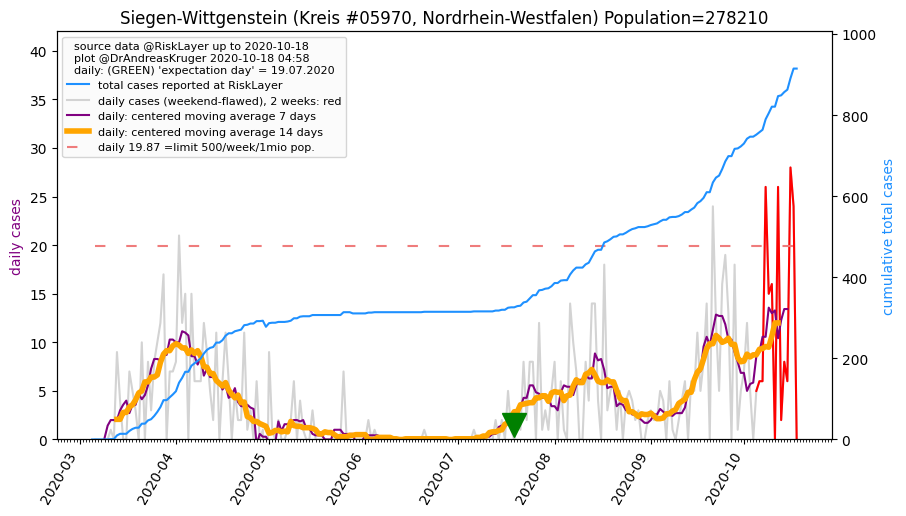 Siegen-Wittgenstein (Kreis #05970, Nordrhein-Westfalen) Population=278210
source data @RiskLayer up to 2020-10-18
plot @DrAndreasKruger 2020-10-18 04:58
daily: (GREEN) 'expectation day' = 19.07.2020
total cases reported at RiskLayer
daily cases (weekend-flawed), 2 weeks: red
daily: centered moving average 7 days
daily: centered moving average 14 days
daily 19.87 =limit 500/week/1mio pop.
daily cases
40
35
30
25
20
15
10
5
0
cumulative total cases
1000
800
600
400
200
0
2020-03
2020-04
2020-05
2020-06
2020-07
2020-08
2020-09
2020-10